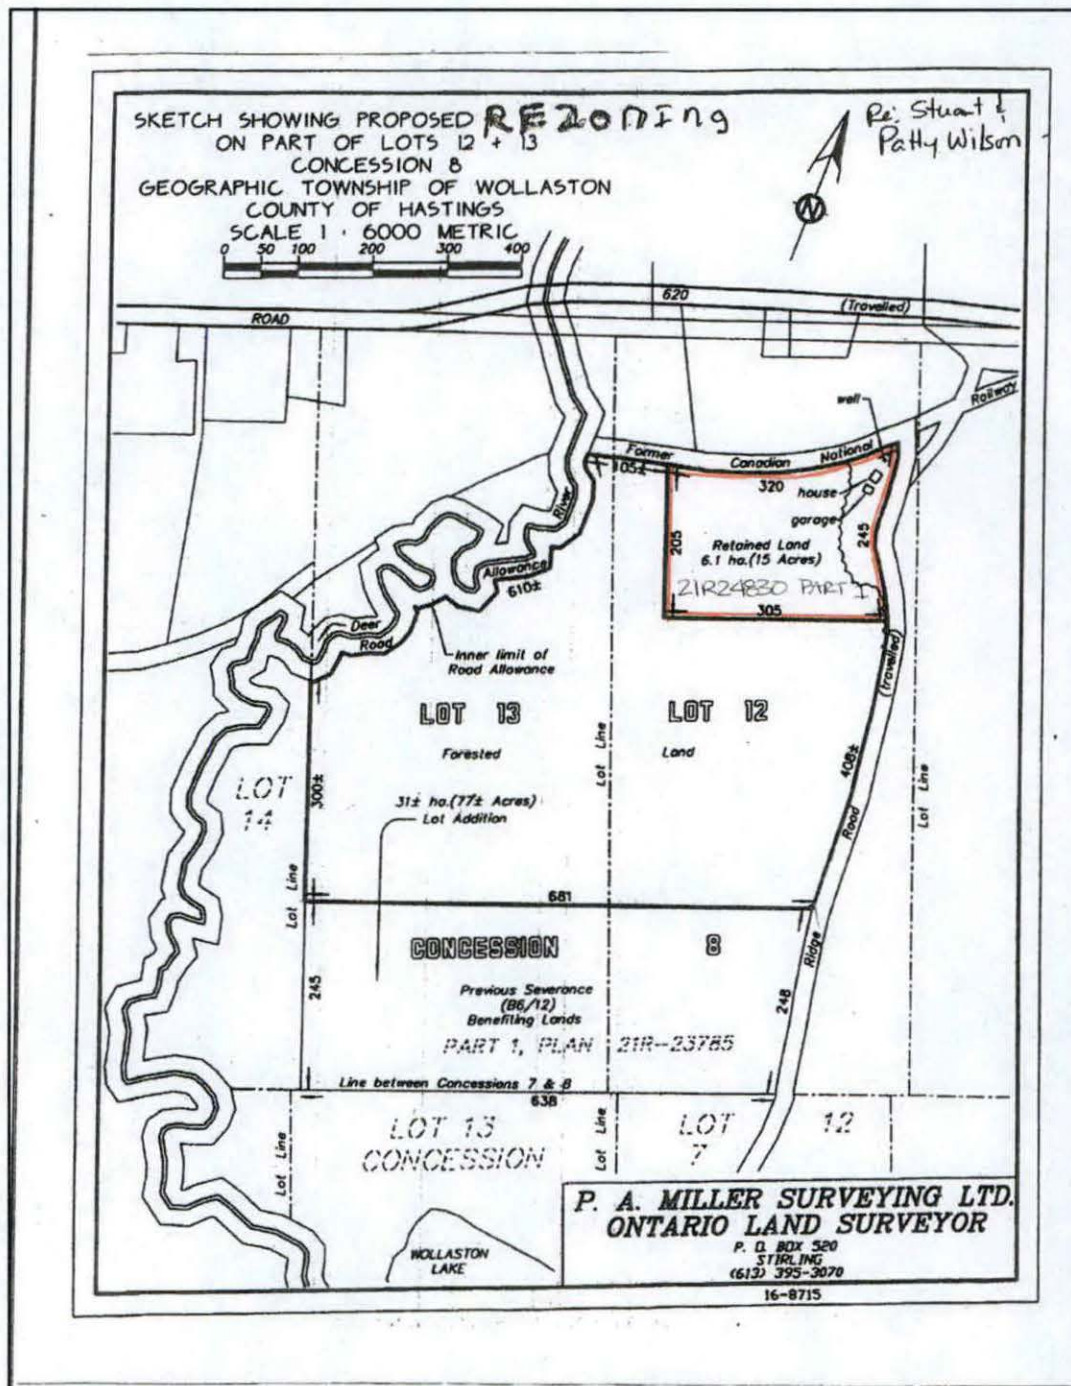 SKETCH SHOWING PROPOSED REZONING
ON PART OF LOTS 12 + 13
CONCESSION 8
GEOGRAPHIC TOWNSHIP OF WOLLASTON
COUNTY OF HASTINGS
SCALE 1 : 6000 METRIC
0 50 100 200 300 400
Re: Stuart &
Patty Wilson
N
ROAD
620
(Travelled)
Railway
well
Former
Canadian
National
105±
320
house
garage
205
Retained Land
6.1 ha.(15 Acres)
245
21R24830 PART I
305
River
Allowance
610±
Deer
Road
Inner limit of
Road Allowance
(travelled)
LOT 13
LOT 12
Forested
Land
Lot Line
408±
Lot Line
300±
LOT
14
31± ha.(77± Acres)
Lot Addition
Road
Lot Line
681
CONCESSION
8
Ridge
245
Previous Severance
(B6/12)
Benefiting Lands
248
PART 1, PLAN 21R-23785
Line between Concessions 7 & 8
638
LOT 13
CONCESSION
LOT
7
12
Lot Line
Lot Line
WOLLASTON
LAKE
P. A. MILLER SURVEYING LTD.
ONTARIO LAND SURVEYOR
P. O. BOX 520
STIRLING
(613) 395-3070
16-8715